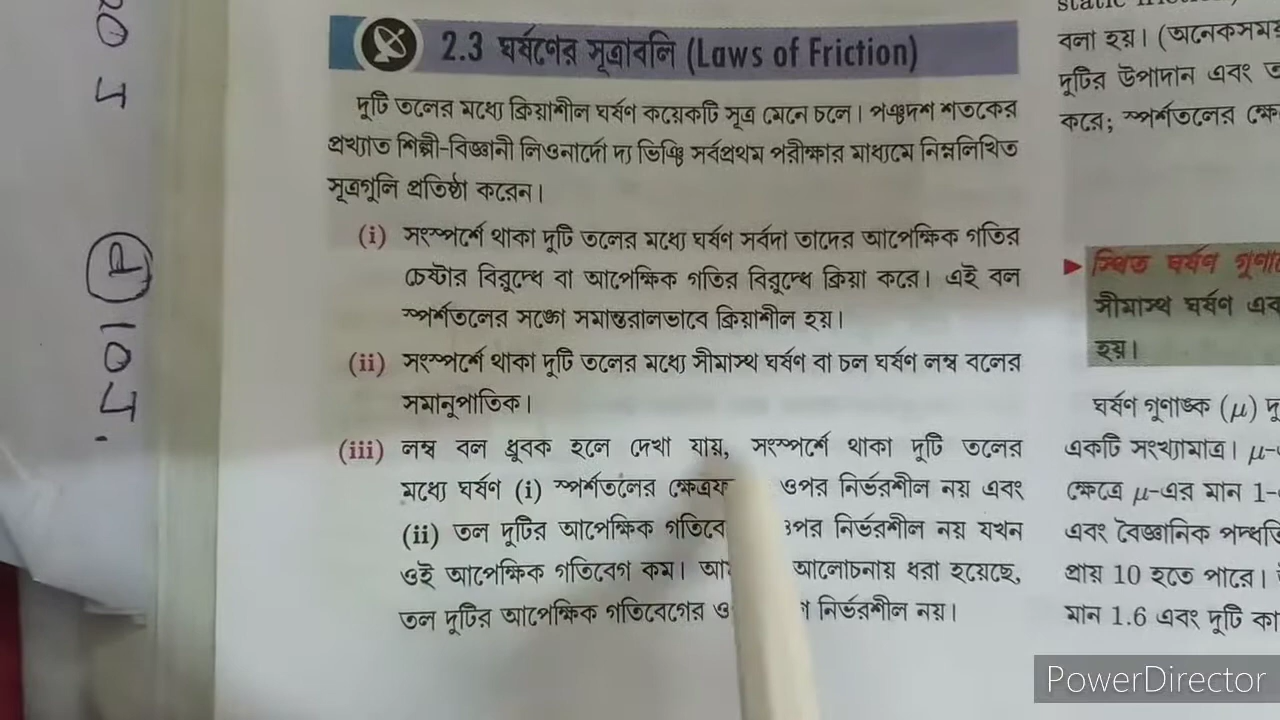 20 J
d) 10J.
2.3 ঘর্ষণের সূত্রাবলি (Laws of Friction)
দুটি তলের মধ্যে ক্রিয়াশীল ঘর্ষণ কয়েকটি সূত্র মেনে চলে। পঞ্চদশ শতকের
প্রখ্যাত শিল্পী-বিজ্ঞানী লিওনার্দো দ্য ভিঞ্চি সর্বপ্রথম পরীক্ষার মাধ্যমে নিম্নলিখিত
সূত্রগুলি প্রতিষ্ঠা করেন।
(i) সংস্পর্শে থাকা দুটি তলের মধ্যে ঘর্ষণ সর্বদা তাদের আপেক্ষিক গতির
চেষ্টার বিরুদ্ধে বা আপেক্ষিক গতির বিরুদ্ধে ক্রিয়া করে। এই বল
স্পর্শতলের সঙ্গে সমান্তরালভাবে ক্রিয়াশীল হয়।
(ii) সংস্পর্শে থাকা দুটি তলের মধ্যে সীমাস্থ ঘর্ষণ বা চল ঘর্ষণ লম্ব বলের
সমানুপাতিক।
(iii) লম্ব বল ধ্রুবক হলে দেখা যায়, সংস্পর্শে থাকা দুটি তলের
মধ্যে ঘর্ষণ (i) স্পর্শতলের ওপর নির্ভরশীল নয় এবং
(ii) তল দুটির আপেক্ষিক নির্ভরশীল নয় যখন
ওই আপেক্ষিক গতিবেগ কম। আলোচনায় ধরা হয়েছে,
তল দুটির আপেক্ষিক গতিবেগের নির্ভরশীল নয়।
বলা হয়। (অনেকসময়
দুটির উপাদান এবং
করে; স্পর্শতলের
▶ স্থিত ঘর্ষণ
সীমাস্থ ঘর্ষণ
হয়।
ঘর্ষণ গুণাঙ্ক (μ)
একটি সংখ্যামাত্র। μ-
ক্ষেত্রে μ-এর মান 1-
এবং বৈজ্ঞানিক
প্রায় 10 হতে পারে।
মান 1.6 এবং দুটি
PowerDirector